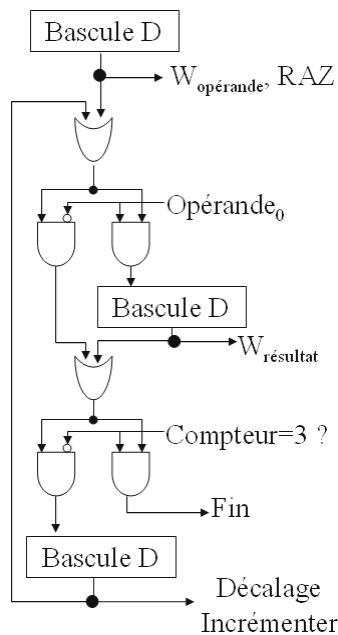 Bascule D
Wopérande, RAZ
Opérande0
Bascule D
Wrésultat
Compteur=3 ?
Fin
Bascule D
Décalage
Incrémenter